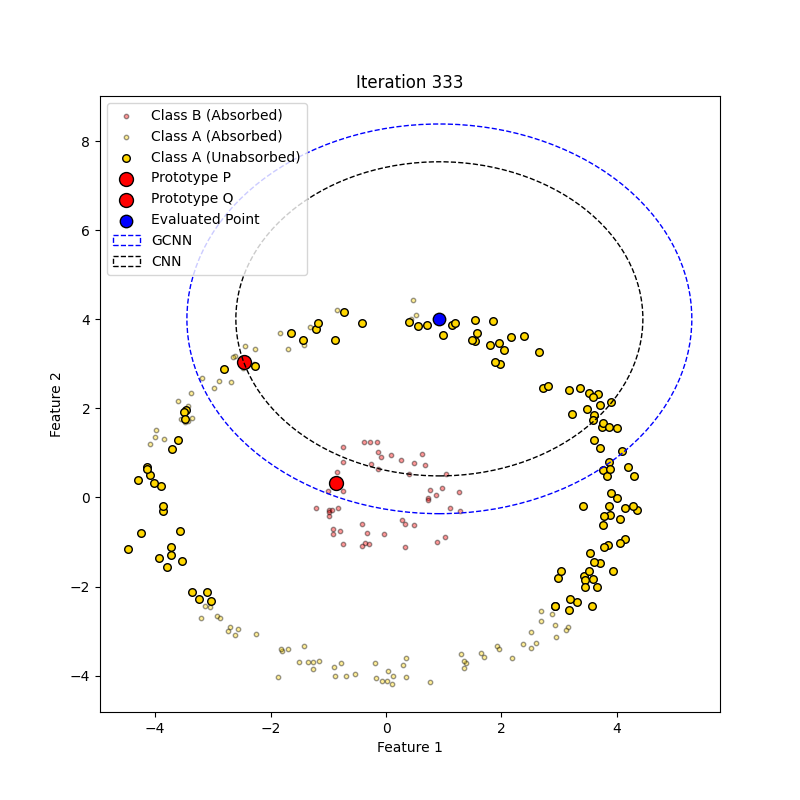 Iteration 333
Class B (Absorbed)
Class A (Absorbed)
Class A (Unabsorbed)
Prototype P
Prototype Q
Evaluated Point
GCNN
CNN
8
6
4
2
0
−2
−4
Feature 2
−4
−2
0
2
4
Feature 1